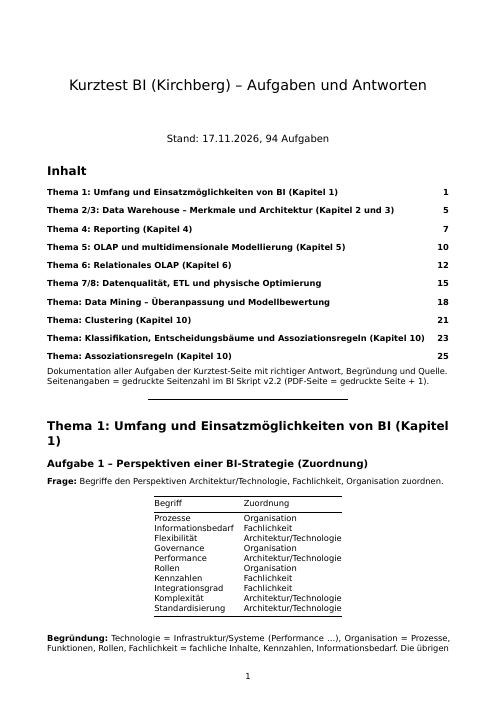 Kurztest BI (Kirchberg) – Aufgaben und Antworten
Stand: 17.11.2026, 94 Aufgaben
Inhalt
Thema 1: Umfang und Einsatzmöglichkeiten von BI (Kapitel 1) 1
Thema 2/3: Data Warehouse – Merkmale und Architektur (Kapitel 2 und 3) 5
Thema 4: Reporting (Kapitel 4) 7
Thema 5: OLAP und multidimensionale Modellierung (Kapitel 5) 10
Thema 6: Relationales OLAP (Kapitel 6) 12
Thema 7/8: Datenqualität, ETL und physische Optimierung 15
Thema: Data Mining – Überanpassung und Modellbewertung 18
Thema: Clustering (Kapitel 10) 21
Thema: Klassifikation, Entscheidungsbäume und Assoziationsregeln (Kapitel 10) 23
Thema: Assoziationsregeln (Kapitel 10) 25
Dokumentation aller Aufgaben der Kurztest-Seite mit richtiger Antwort, Begründung und Quelle.
Seitenangaben = gedruckte Seitenzahl im BI Skript v2.2 (PDF-Seite = gedruckte Seite + 1).
Thema 1: Umfang und Einsatzmöglichkeiten von BI (Kapitel
1)
Aufgabe 1 – Perspektiven einer BI-Strategie (Zuordnung)
Frage: Begriffe den Perspektiven Architektur/Technologie, Fachlichkeit, Organisation zuordnen.
Begriff Zuordnung
Prozesse Organisation
Informationsbedarf Fachlichkeit
Flexibilität Architektur/Technologie
Governance Organisation
Performance Architektur/Technologie
Rollen Organisation
Kennzahlen Fachlichkeit
Integrationsgrad Fachlichkeit
Komplexität Architektur/Technologie
Standardisierung Architektur/Technologie
Begründung: Technologie = Infrastruktur/Systeme (Performance …), Organisation = Prozesse,
Funktionen, Rollen, Fachlichkeit = fachliche Inhalte, Kennzahlen, Informationsbedarf. Die übrigen
1